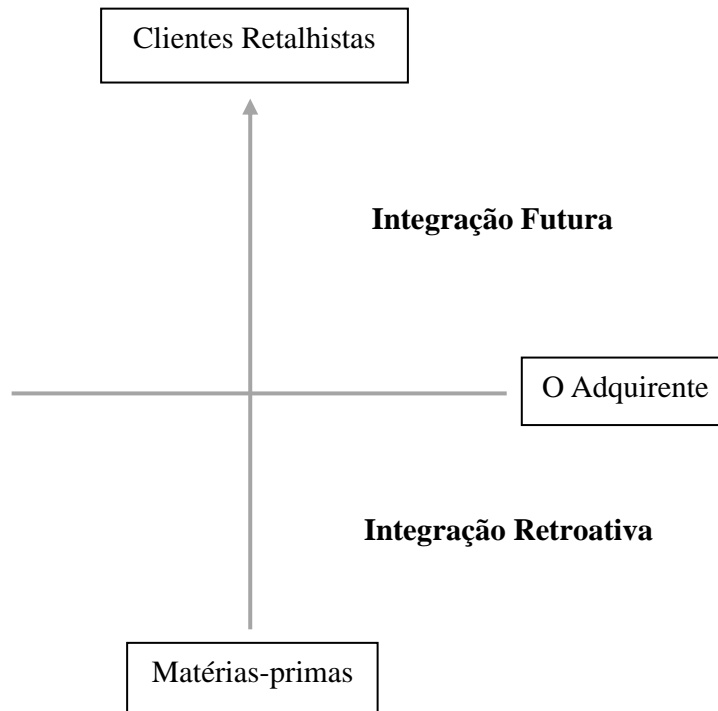 Clientes Retalhistas
Integração Futura
O Adquirente
Integração Retroativa
Matérias-primas